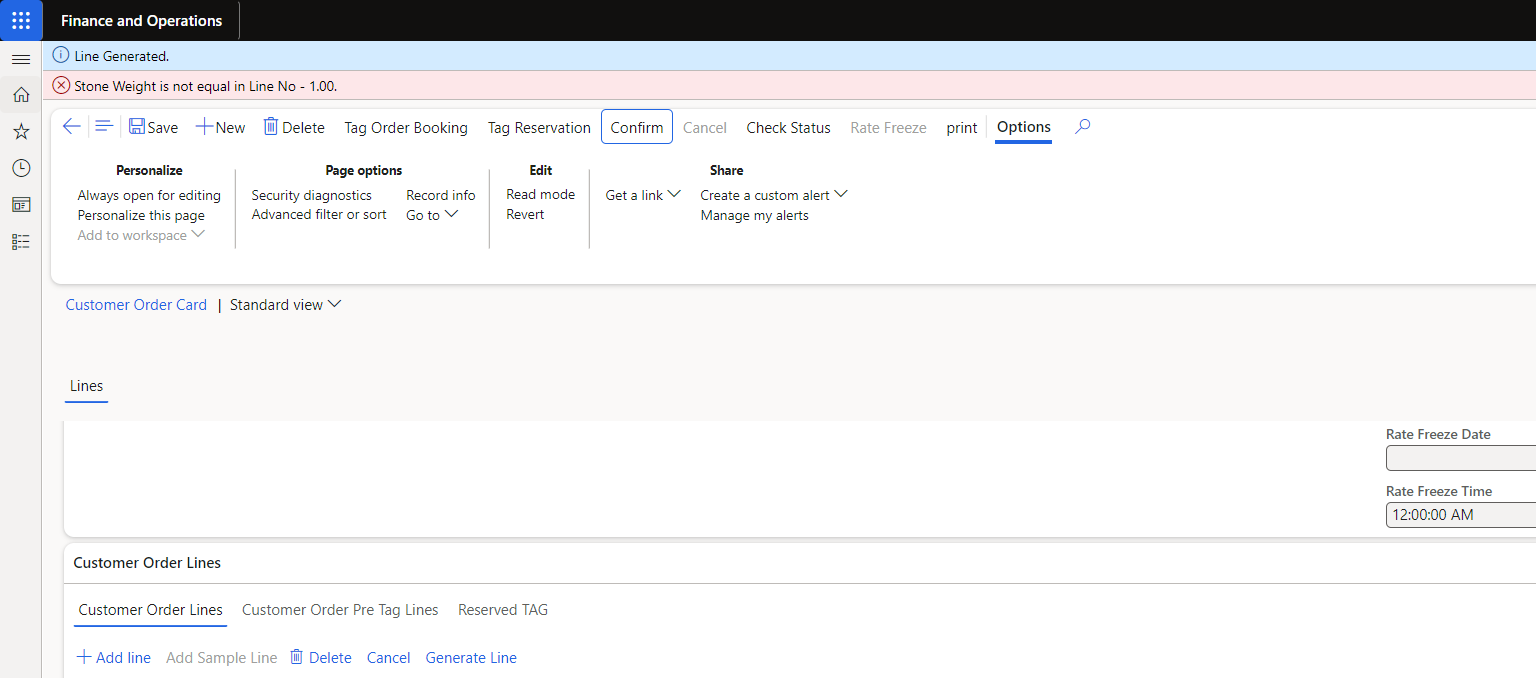 Finance and Operations
Line Generated.
Stone Weight is not equal in Line No - 1.00.
Save New Delete Tag Order Booking Tag Reservation Confirm Cancel Check Status Rate Freeze print Options
Personalize Page options Edit Share
Always open for editing Security diagnostics Record info Read mode Get a link Create a custom alert
Personalize this page Advanced filter or sort Go to Revert Manage my alerts
Add to workspace
Customer Order Card | Standard view
Lines
Rate Freeze Date
Rate Freeze Time
12:00:00 AM
Customer Order Lines
Customer Order Lines Customer Order Pre Tag Lines Reserved TAG
Add line Add Sample Line Delete Cancel Generate Line